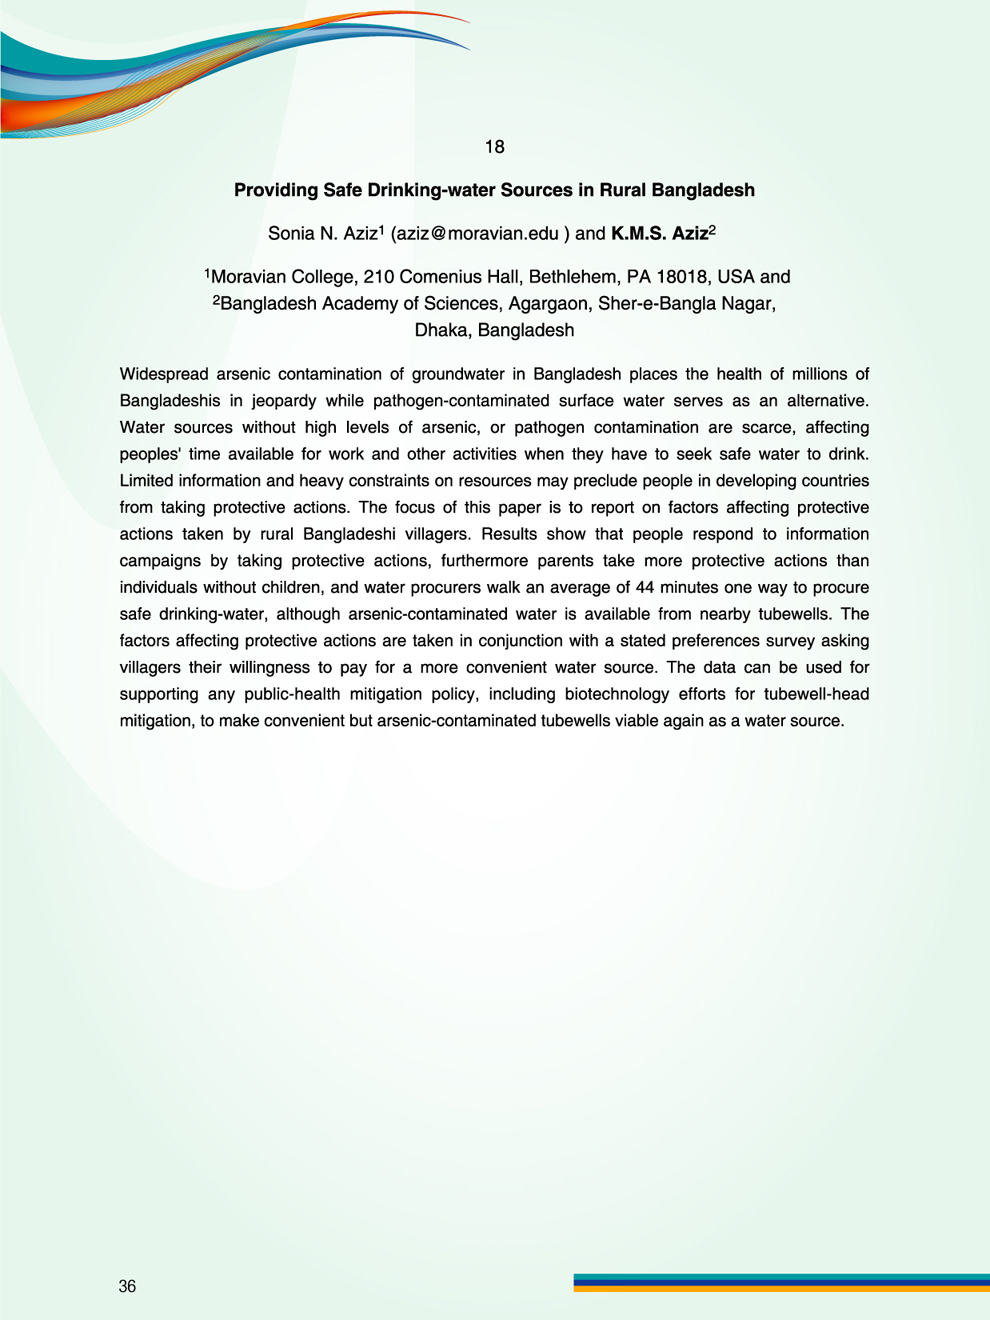 18
Providing Safe Drinking-water Sources in Rural Bangladesh
Sonia N. Aziz1 (aziz@moravian.edu ) and K.M.S. Aziz2
1Moravian College, 210 Comenius Hall, Bethlehem, PA 18018, USA and
2Bangladesh Academy of Sciences, Agargaon, Sher-e-Bangla Nagar,
Dhaka, Bangladesh
Widespread arsenic contamination of groundwater in Bangladesh places the health of millions of
Bangladeshis in jeopardy while pathogen-contaminated surface water serves as an alternative.
Water sources without high levels of arsenic, or pathogen contamination are scarce, affecting
peoples' time available for work and other activities when they have to seek safe water to drink.
Limited information and heavy constraints on resources may preclude people in developing countries
from taking protective actions. The focus of this paper is to report on factors affecting protective
actions taken by rural Bangladeshi villagers. Results show that people respond to information
campaigns by taking protective actions, furthermore parents take more protective actions than
individuals without children, and water procurers walk an average of 44 minutes one way to procure
safe drinking-water, although arsenic-contaminated water is available from nearby tubewells. The
factors affecting protective actions are taken in conjunction with a stated preferences survey asking
villagers their willingness to pay for a more convenient water source. The data can be used for
supporting any public-health mitigation policy, including biotechnology efforts for tubewell-head
mitigation, to make convenient but arsenic-contaminated tubewells viable again as a water source.
36